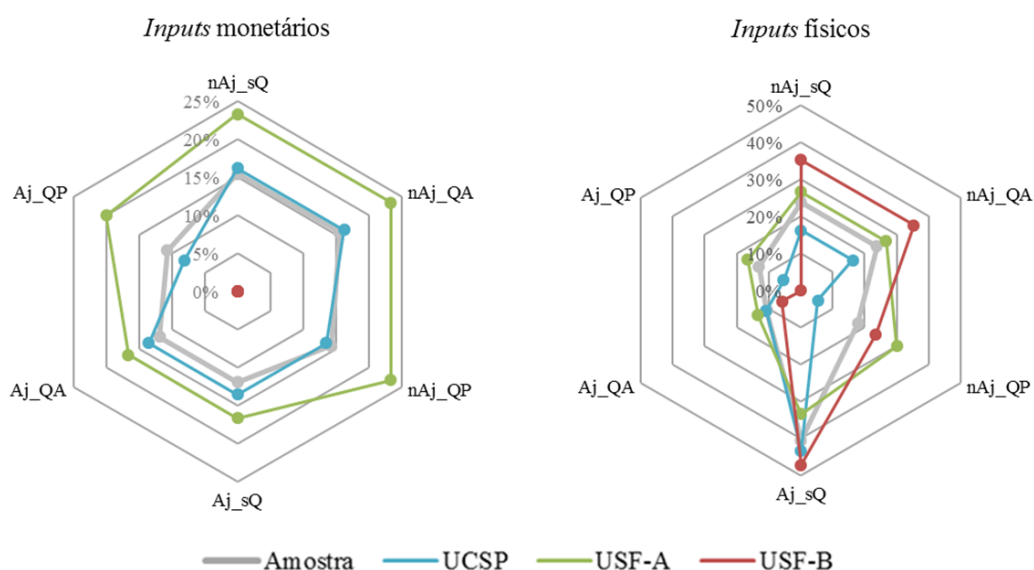 Inputs monetários
nAj_sQ
25%
20%
15%
10%
5%
0%
nAj_QA
nAj_QP
Aj_sQ
Aj_QA
Aj_QP
Inputs físicos
nAj_sQ
50%
40%
30%
20%
10%
0%
nAj_QA
nAj_QP
Aj_sQ
Aj_QA
Aj_QP
Amostra UCSP USF-A USF-B